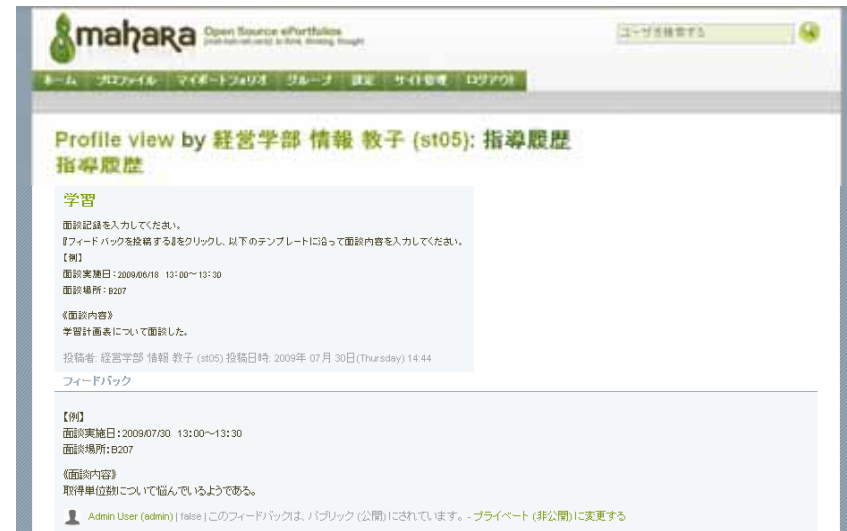 mahara Open Source ePortfolios
ユーザを検索する
ホーム プロファイル マイポートフォリオ グループ 設定 サイト管理 ログアウト
Profile view by 経営学部 情報 教子 (st05): 指導履歴
指導履歴
学習
面談記録を入力してください。
『フィードバックを投稿する』をクリックし、以下のテンプレートに沿って面談内容を入力してください。
【例】
面談実施日：2009/06/18 13：00～13：30
面談場所：B207
《面談内容》
学習計画表について面談した。
投稿者: 経営学部 情報 教子 (st05) 投稿日時: 2009年 07月 30日(Thursday) 14:44
フィードバック
【例】
面談実施日：2009/07/30 13:00～13:30
面談場所:B207
《面談内容》
取得単位数について悩んでいるようである。
Admin User (admin) | false | このフィードバックは、パブリック (公開) にされています。 - プライベート (非公開) に変更する